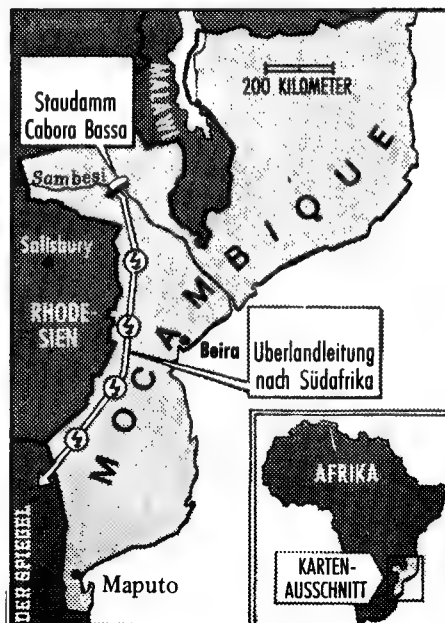 200 KILOMETER
MALAWI
Staudamm
Cabora Bassa
Sambesi
Salisbury
RHODE-
SIEN
MOCAMBIQUE
Beira
Überlandleitung
nach Südafrika
AFRIKA
KARTEN-
AUSSCHNITT
Maputo
DER SPIEGEL